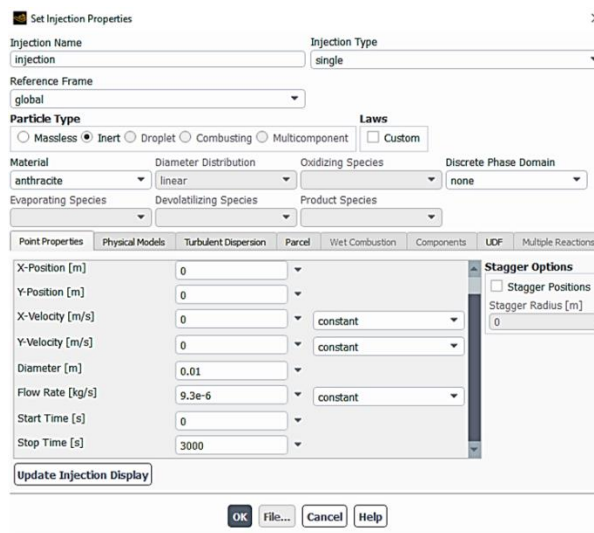 Set Injection Properties
Injection Name Injection Type
injection single
Reference Frame
global
Particle Type Laws
Massless Inert Droplet Combusting Multicomponent Custom
Material Diameter Distribution Oxidizing Species Discrete Phase Domain
anthracite linear none
Evaporating Species Devolatilizing Species Product Species
Point Properties Physical Models Turbulent Dispersion Parcel Wet Combustion Components UDF Multiple Reactions
X-Position [m] 0 Stagger Options
Y-Position [m] 0 Stagger Positions
X-Velocity [m/s] 0 constant Stagger Radius [m]
0
Y-Velocity [m/s] 0 constant
Diameter [m] 0.01
Flow Rate [kg/s] 9.3e-6 constant
Start Time [s] 0
Stop Time [s] 3000
Update Injection Display
OK File... Cancel Help